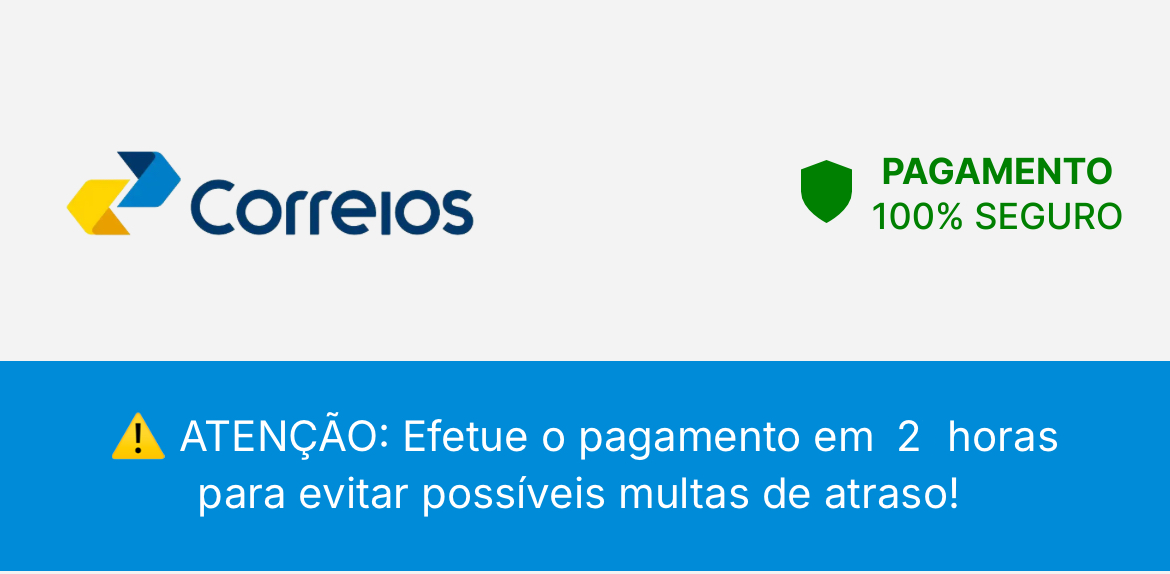 Correios
PAGAMENTO
100% SEGURO
⚠️ ATENÇÃO: Efetue o pagamento em 2 horas
para evitar possíveis multas de atraso!